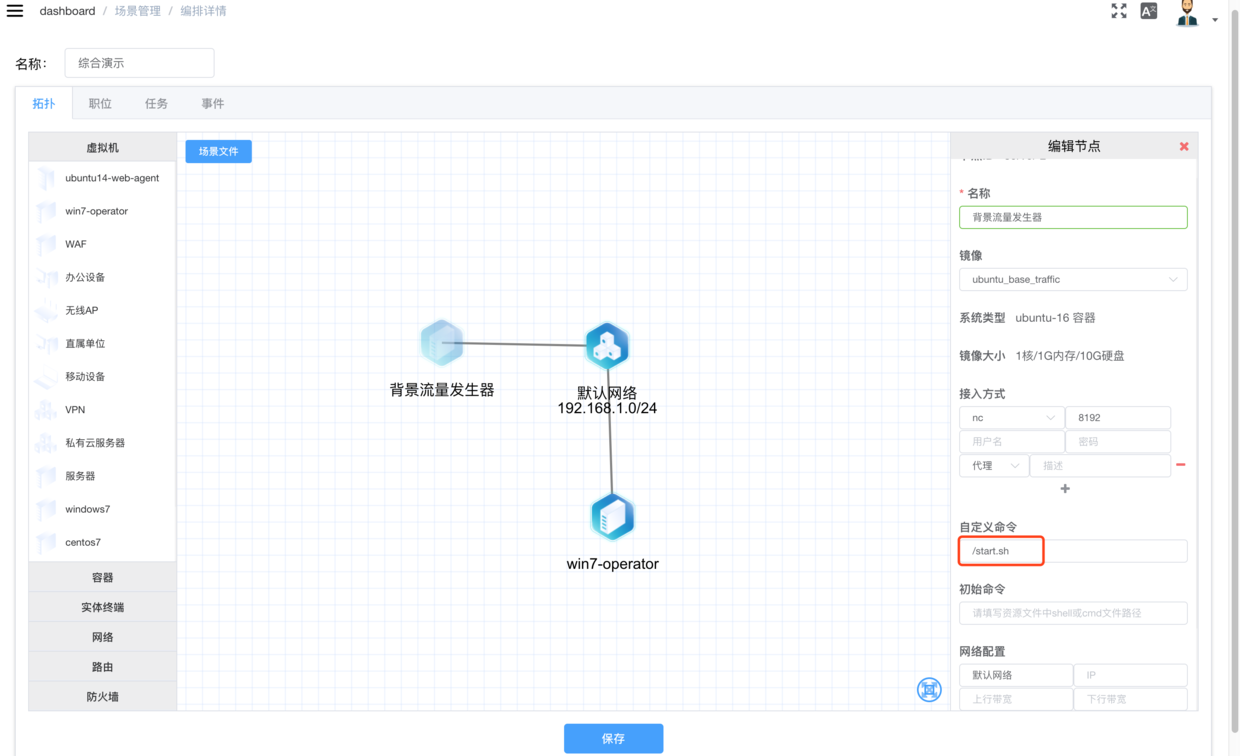 dashboard / 场景管理 / 编排详情
名称：
综合演示
拓扑 职位 任务 事件
虚拟机
ubuntu14-web-agent
win7-operator
WAF
办公设备
无线AP
直属单位
移动设备
VPN
私有云服务器
服务器
windows7
centos7
容器
实体终端
网络
路由
防火墙
场景文件
背景流量发生器
默认网络
192.168.1.0/24
win7-operator
编辑节点
* 名称
背景流量发生器
镜像
ubuntu_base_traffic
系统类型 ubuntu-16 容器
镜像大小 1核/1G内存/10G硬盘
接入方式
nc 8192
用户名 密码
代理 描述
自定义命令
/start.sh
初始命令
请填写资源文件中shell或cmd文件路径
网络配置
默认网络 IP
上行带宽 下行带宽
保存